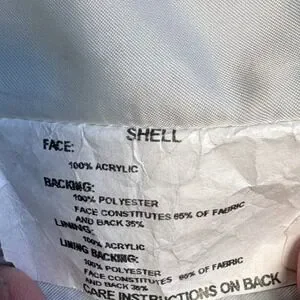 SHELL
FACE:
100% ACRYLIC
BACKING:
100% POLYESTER
FACE CONSTITUTES 65% OF FABRIC
AND BACK 35%
LINING:
100% ACRYLIC
LINING BACKING:
100% POLYESTER
FACE CONSTITUTES 65% OF FABRIC
AND BACK 35%
CARE INSTRUCTIONS ON BACK